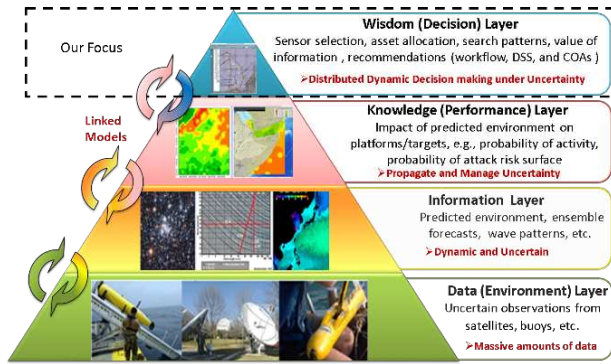 Our Focus
Wisdom (Decision) Layer
Sensor selection, asset allocation, search patterns, value of
information , recommendations (workflow, DSS, and COAs )
➢Distributed Dynamic Decision making under Uncertainty
Linked
Models
Knowledge (Performance) Layer
Impact of predicted environment on
platforms/targets, e.g., probability of activity,
probability of attack risk surface
➢Propagate and Manage Uncertainty
Information Layer
Predicted environment, ensemble
forecasts, wave patterns, etc.
➢Dynamic and Uncertain
Data (Environment) Layer
Uncertain observations from
satellites, buoys, etc.
➢Massive amounts of data